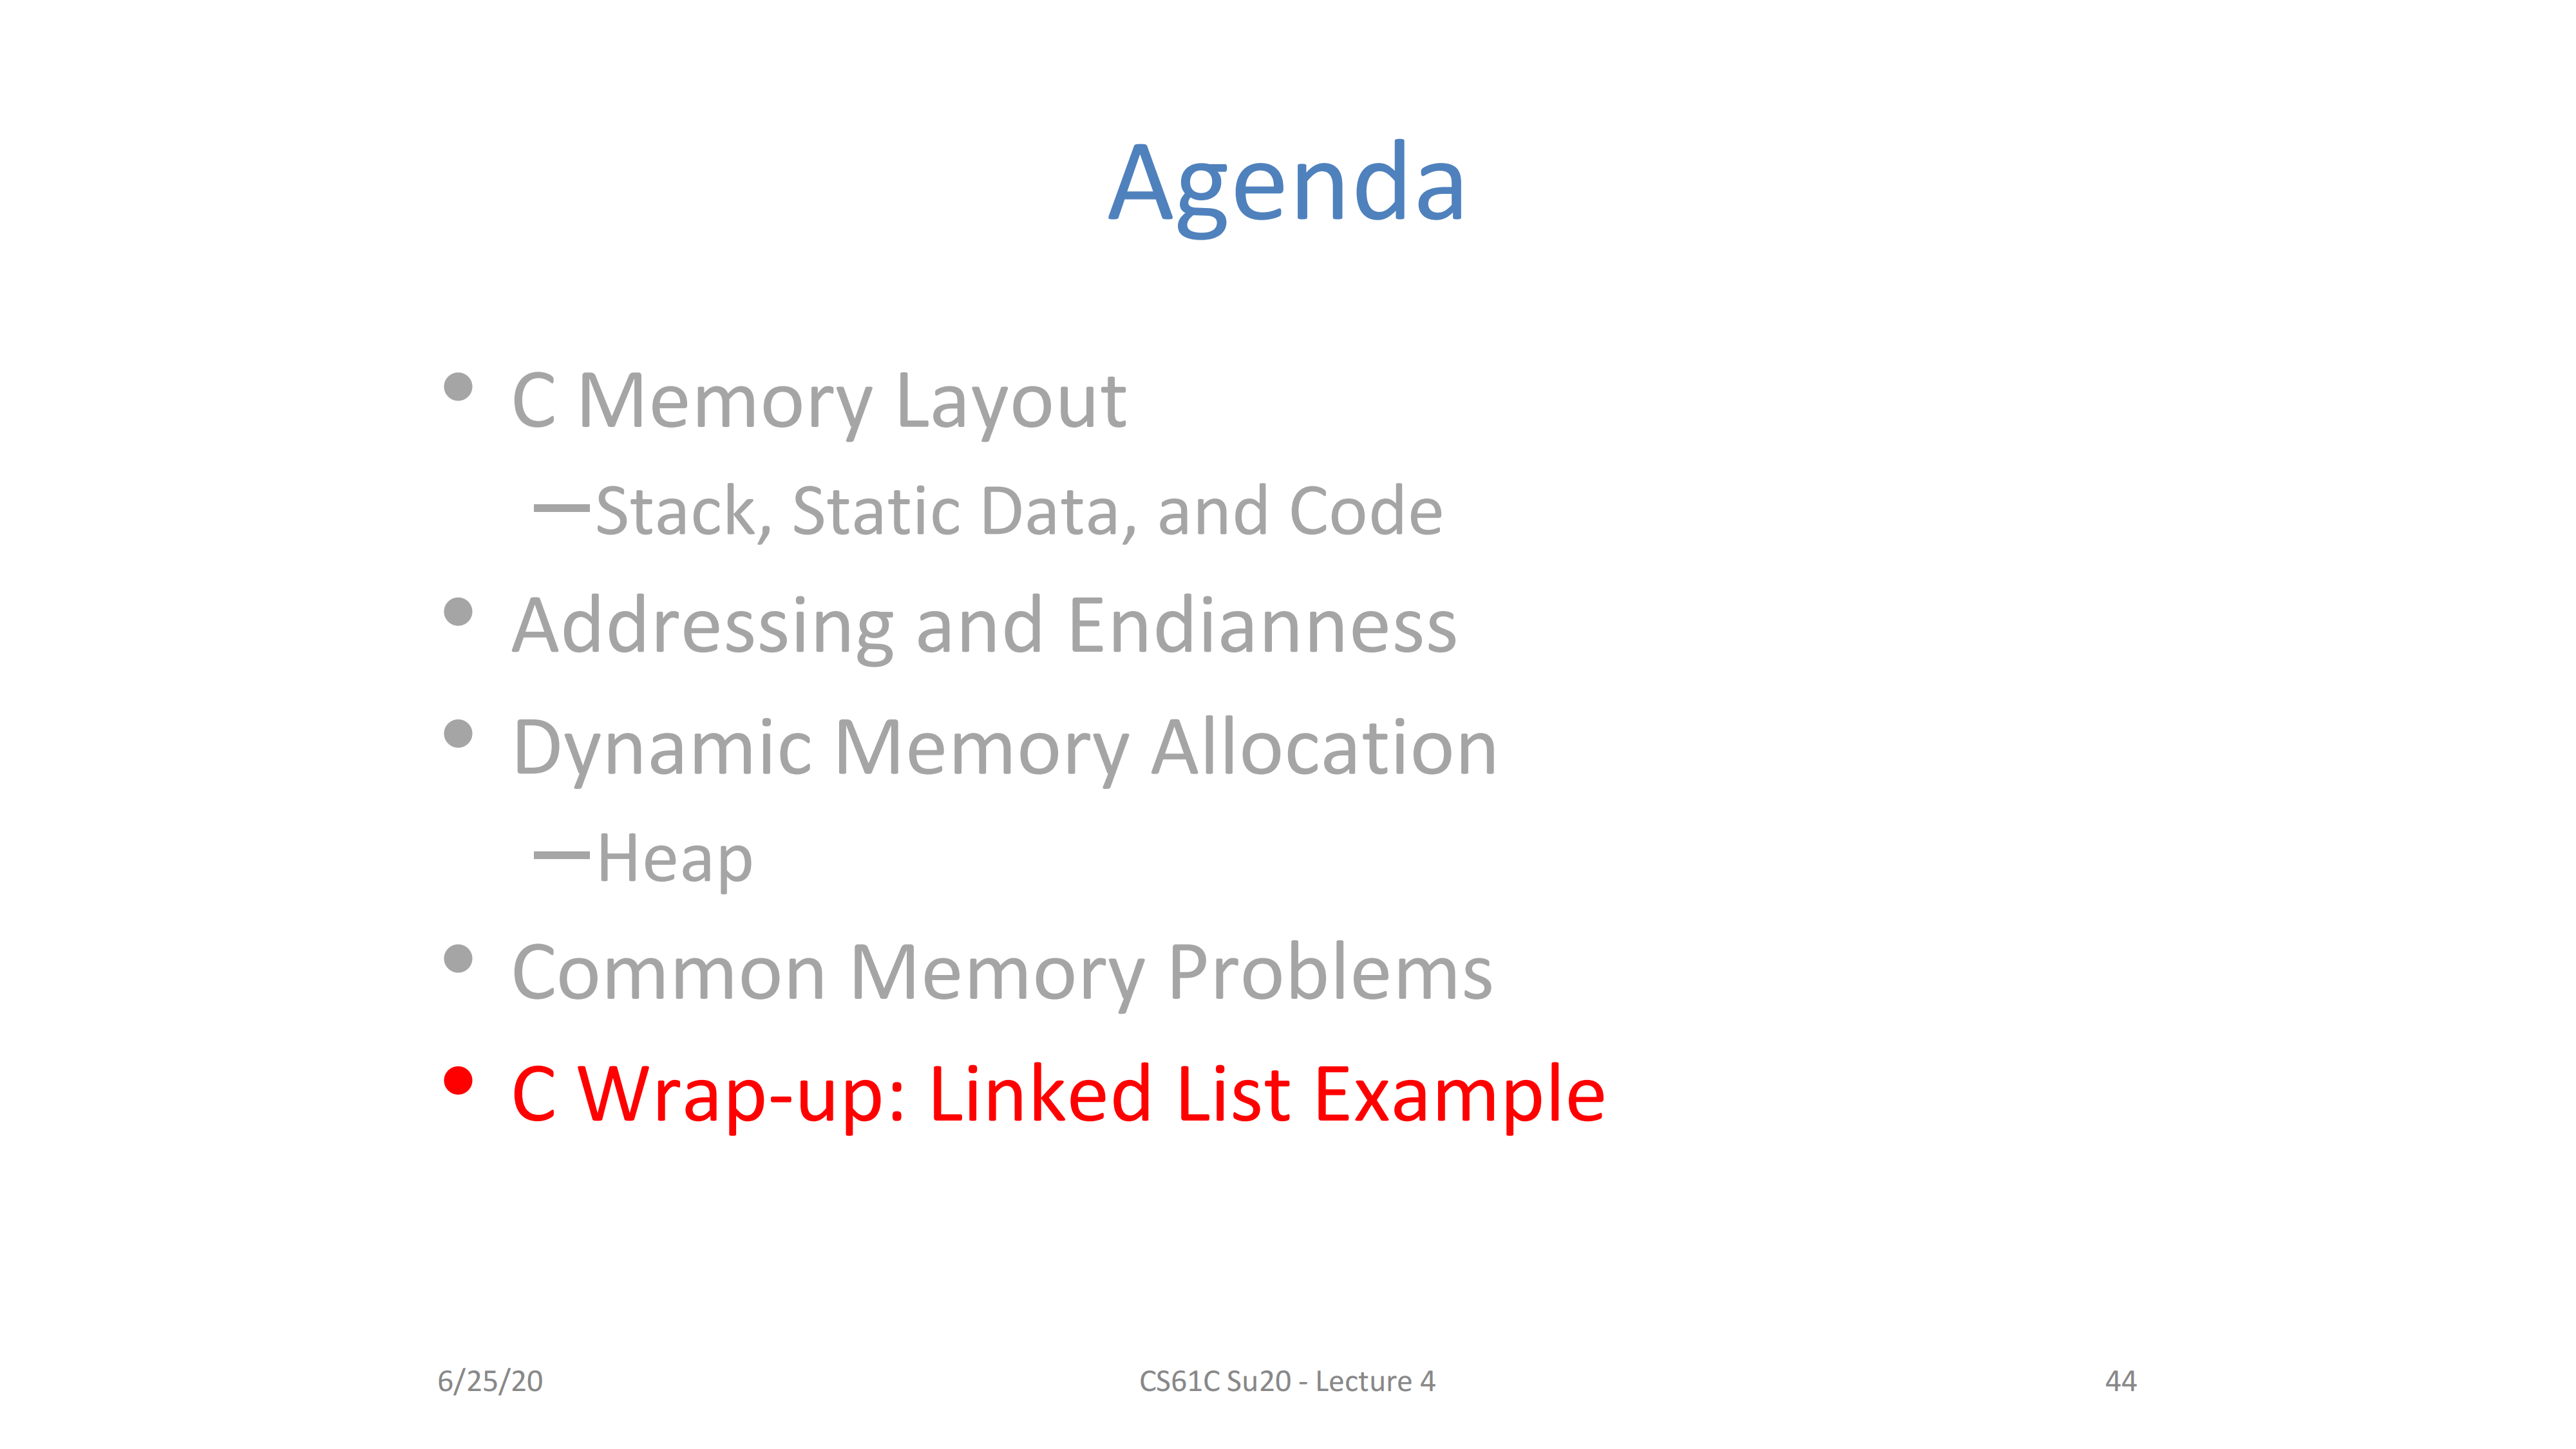 Agenda
• C Memory Layout
—Stack, Static Data, and Code
• Addressing and Endianness
• Dynamic Memory Allocation
—Heap
• Common Memory Problems
• C Wrap-up: Linked List Example
6/25/20
CS61C Su20 - Lecture 4
44